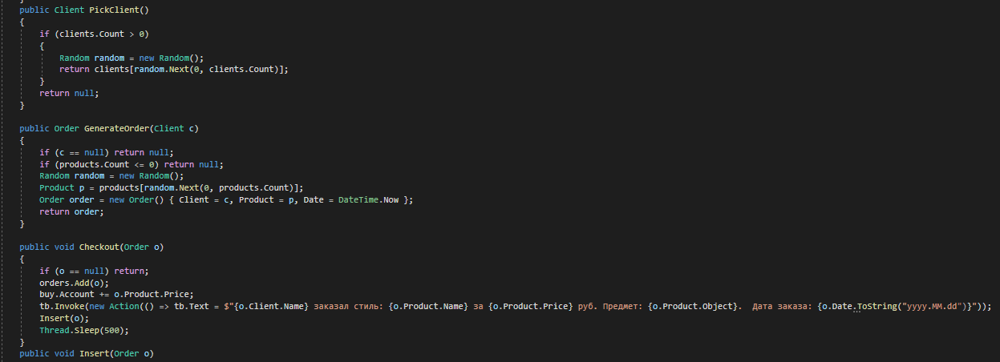 }
public Client PickClient()
{
if (clients.Count > 0)
{
Random random = new Random();
return clients[random.Next(0, clients.Count)];
}
return null;
}
public Order GenerateOrder(Client c)
{
if (c == null) return null;
if (products.Count <= 0) return null;
Random random = new Random();
Product p = products[random.Next(0, products.Count)];
Order order = new Order() { Client = c, Product = p, Date = DateTime.Now };
return order;
}
public void Checkout(Order o)
{
if (o == null) return;
orders.Add(o);
buy.Account += o.Product.Price;
tb.Invoke(new Action(() => tb.Text = $"{o.Client.Name} заказал стиль: {o.Product.Name} за {o.Product.Price} руб. Предмет: {o.Product.Object}.  Дата заказа: {o.Date.ToString("yyyy.MM.dd")}"));
Insert(o);
Thread.Sleep(500);
}
public void Insert(Order o)